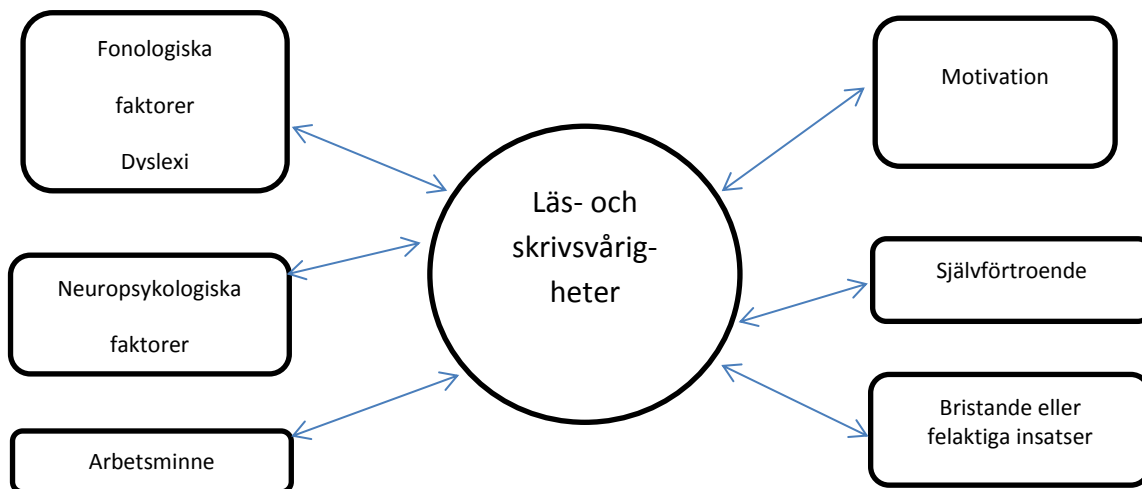 Fonologiska
faktorer
Dyslexi
Neuropsykologiska
faktorer
Arbetsminne
Läs- och
skrivsvårig-
heter
Motivation
Självförtroende
Bristande eller
felaktiga insatser